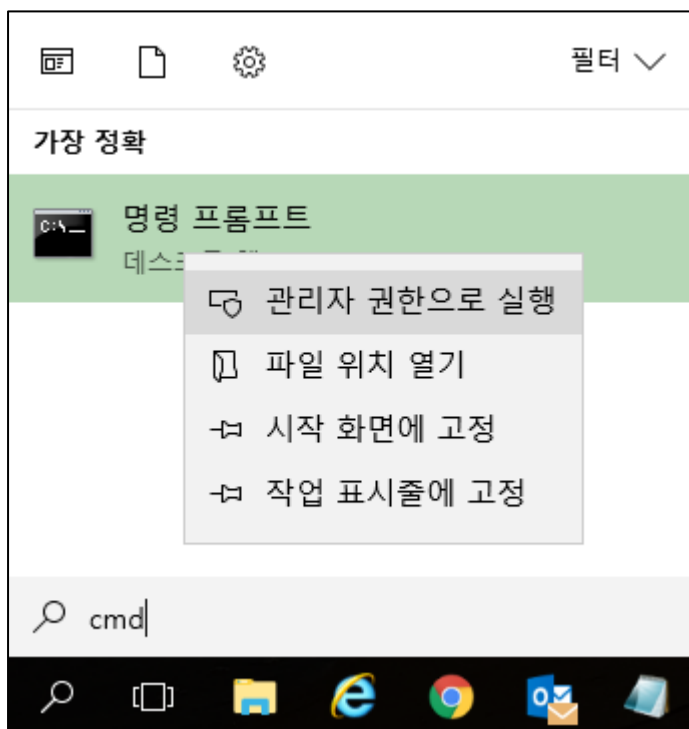 필터
가장 정확
명령 프롬프트
관리자 권한으로 실행
파일 위치 열기
시작 화면에 고정
작업 표시줄에 고정
cmd